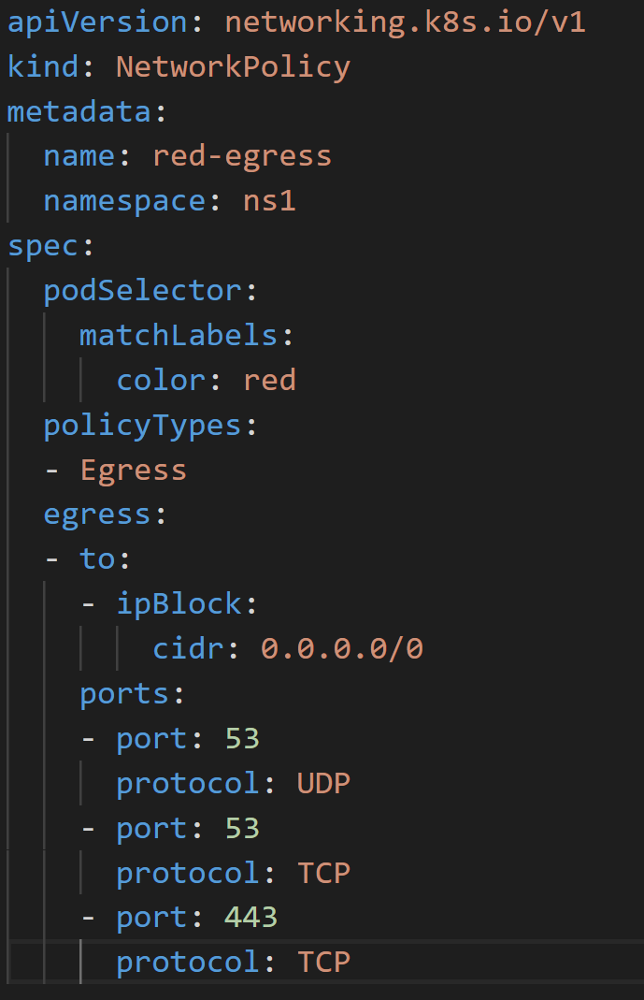 apiVersion: networking.k8s.io/v1
kind: NetworkPolicy
metadata:
  name: red-egress
  namespace: ns1
spec:
  podSelector:
    matchLabels:
      color: red
  policyTypes:
  - Egress
  egress:
  - to:
    - ipBlock:
        cidr: 0.0.0.0/0
    ports:
    - port: 53
      protocol: UDP
    - port: 53
      protocol: TCP
    - port: 443
      protocol: TCP